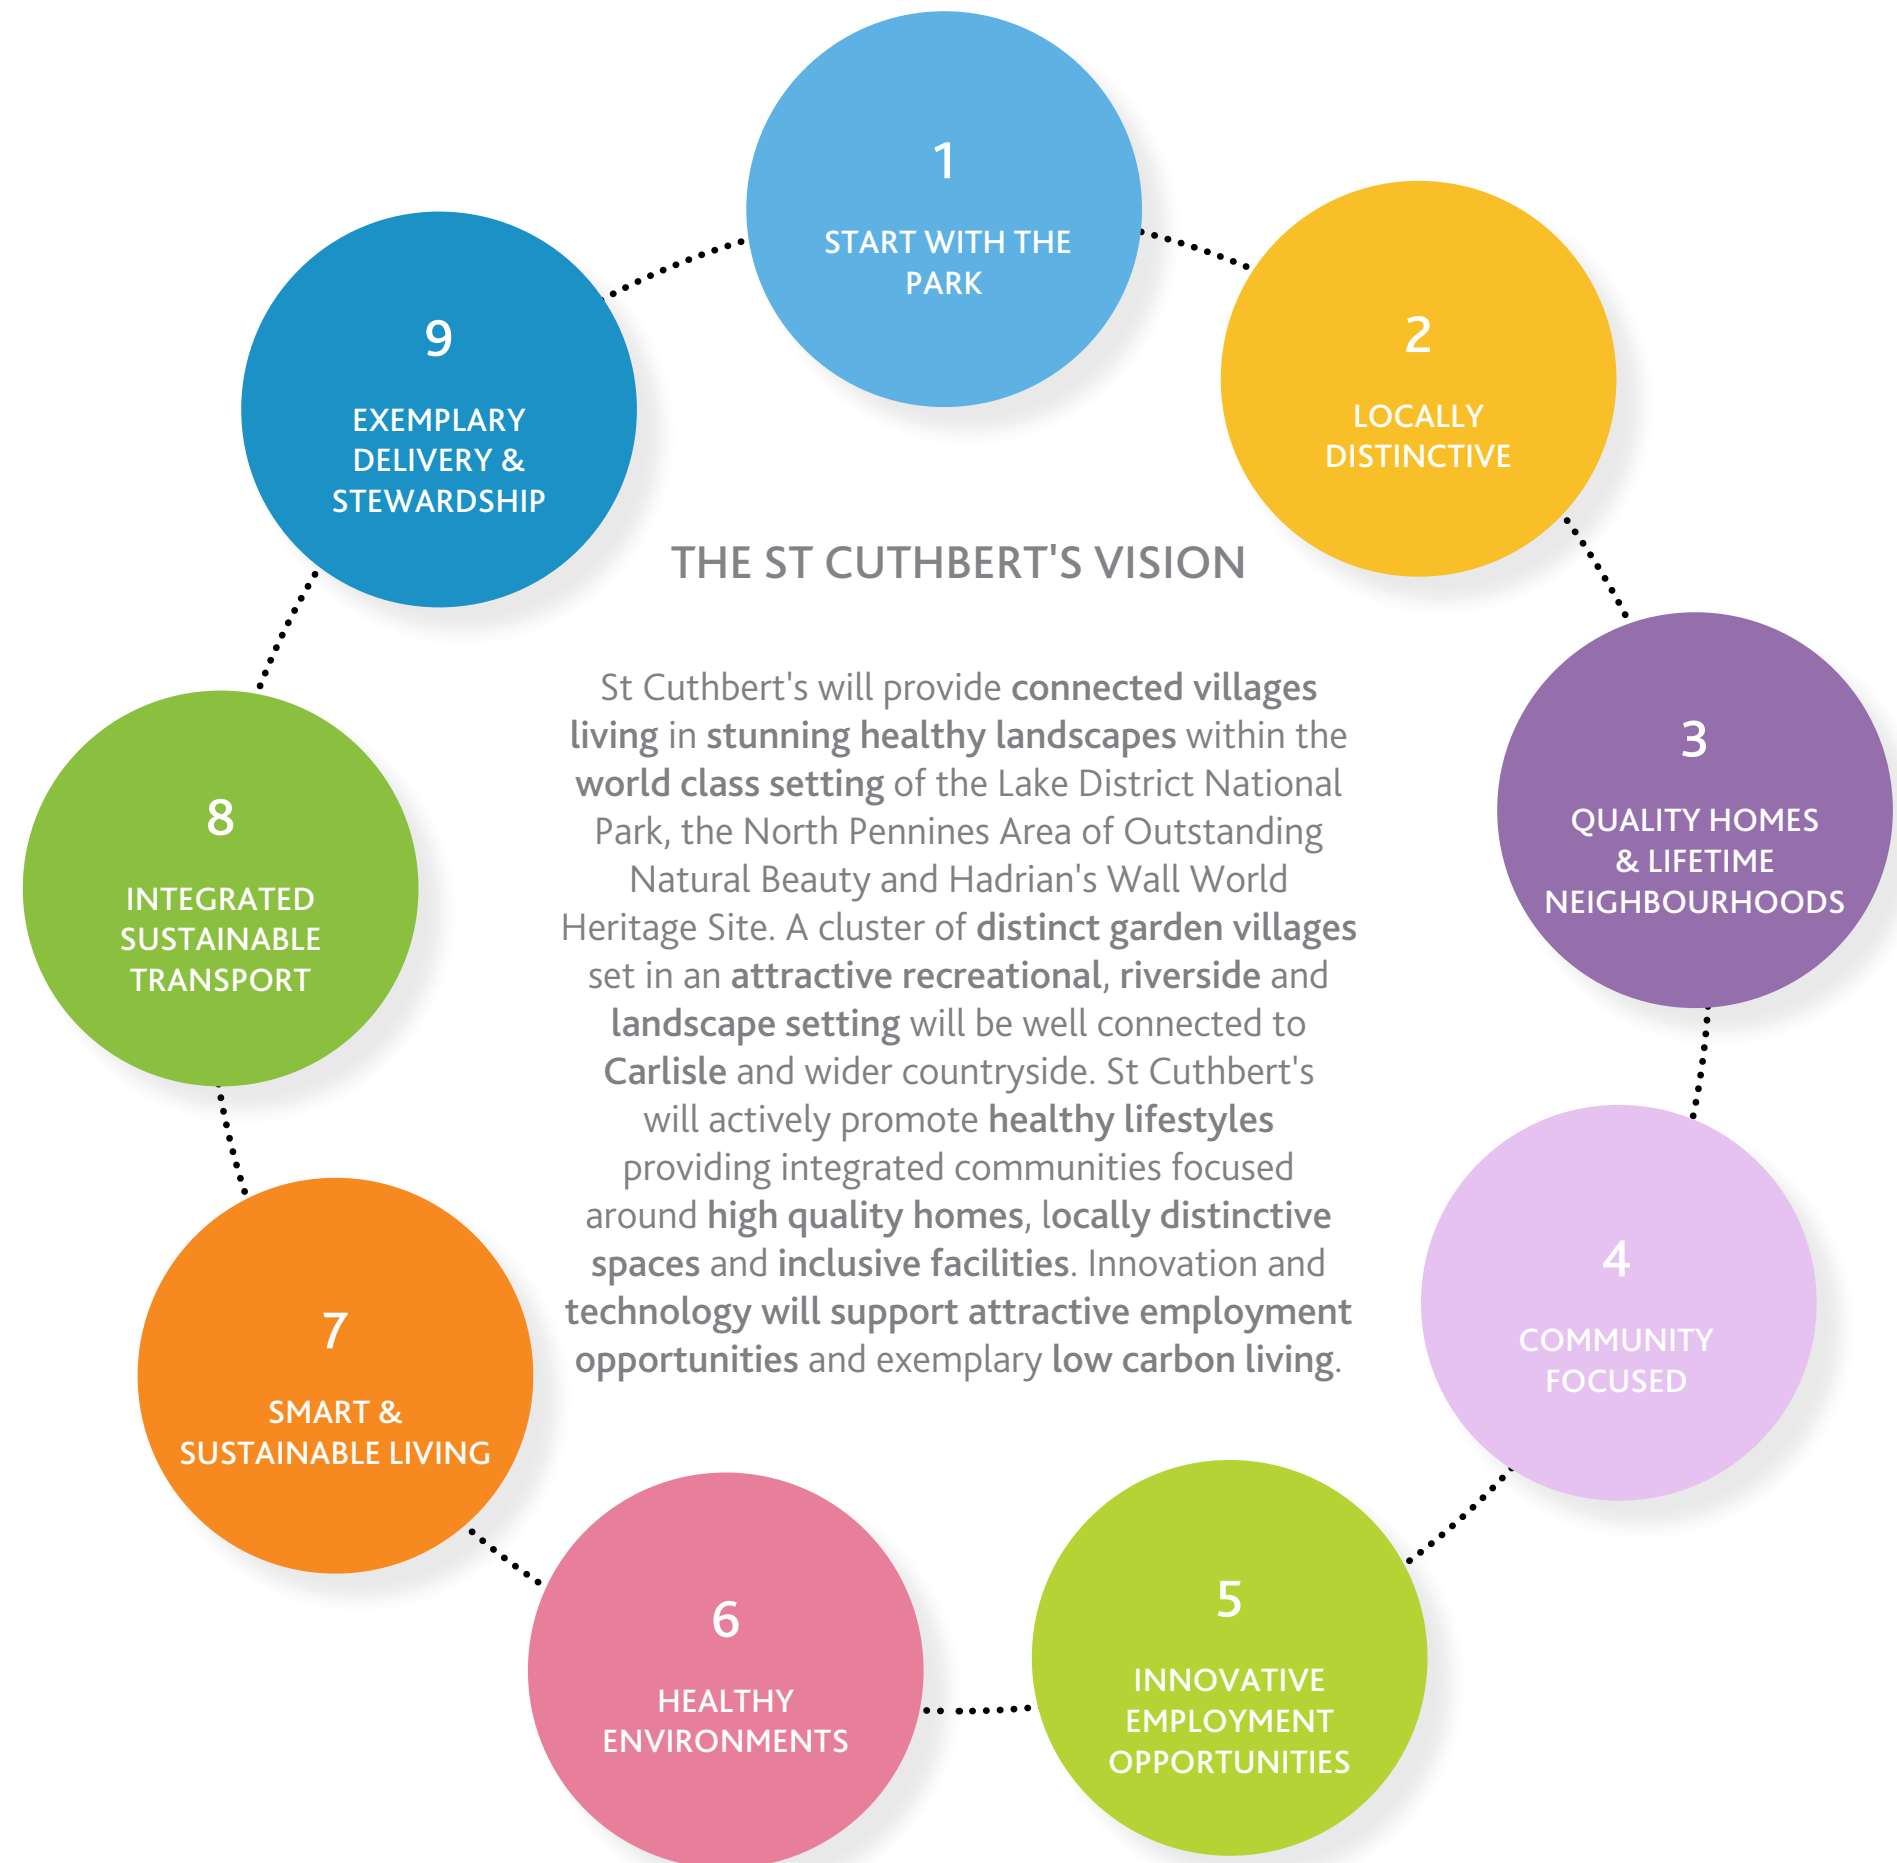 1
START WITH THE
PARK
2
LOCALLY
DISTINCTIVE
3
QUALITY HOMES
& LIFETIME
NEIGHBOURHOODS
4
COMMUNITY
FOCUSED
5
INNOVATIVE
EMPLOYMENT
OPPORTUNITIES
6
HEALTHY
ENVIRONMENTS
7
SMART &
SUSTAINABLE LIVING
8
INTEGRATED
SUSTAINABLE
TRANSPORT
9
EXEMPLARY
DELIVERY &
STEWARDSHIP
THE ST CUTHBERT'S VISION
St Cuthbert's will provide connected villages
living in stunning healthy landscapes within the
world class setting of the Lake District National
Park, the North Pennines Area of Outstanding
Natural Beauty and Hadrian's Wall World
Heritage Site. A cluster of distinct garden villages
set in an attractive recreational, riverside and
landscape setting will be well connected to
Carlisle and wider countryside. St Cuthbert's
will actively promote healthy lifestyles
providing integrated communities focused
around high quality homes, locally distinctive
spaces and inclusive facilities. Innovation and
technology will support attractive employment
opportunities and exemplary low carbon living.